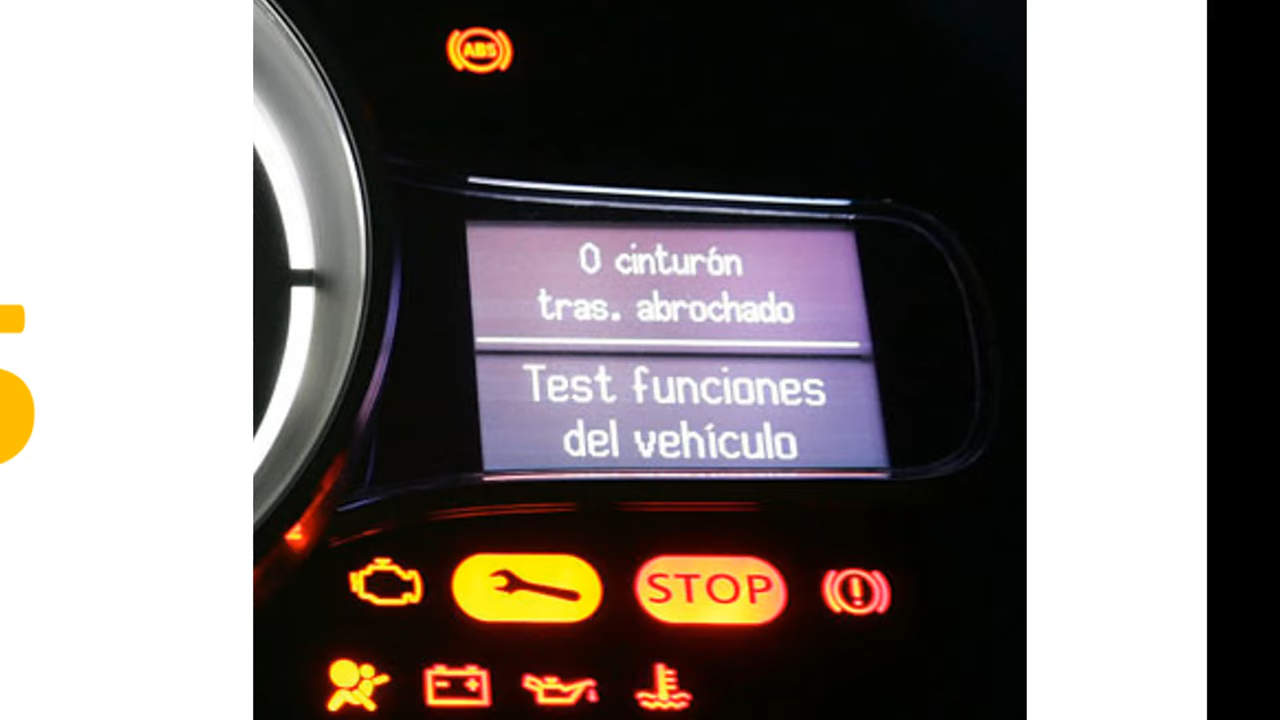 ABS
0 cinturón
tras. abrochado
Test funciones
del vehículo
STOP